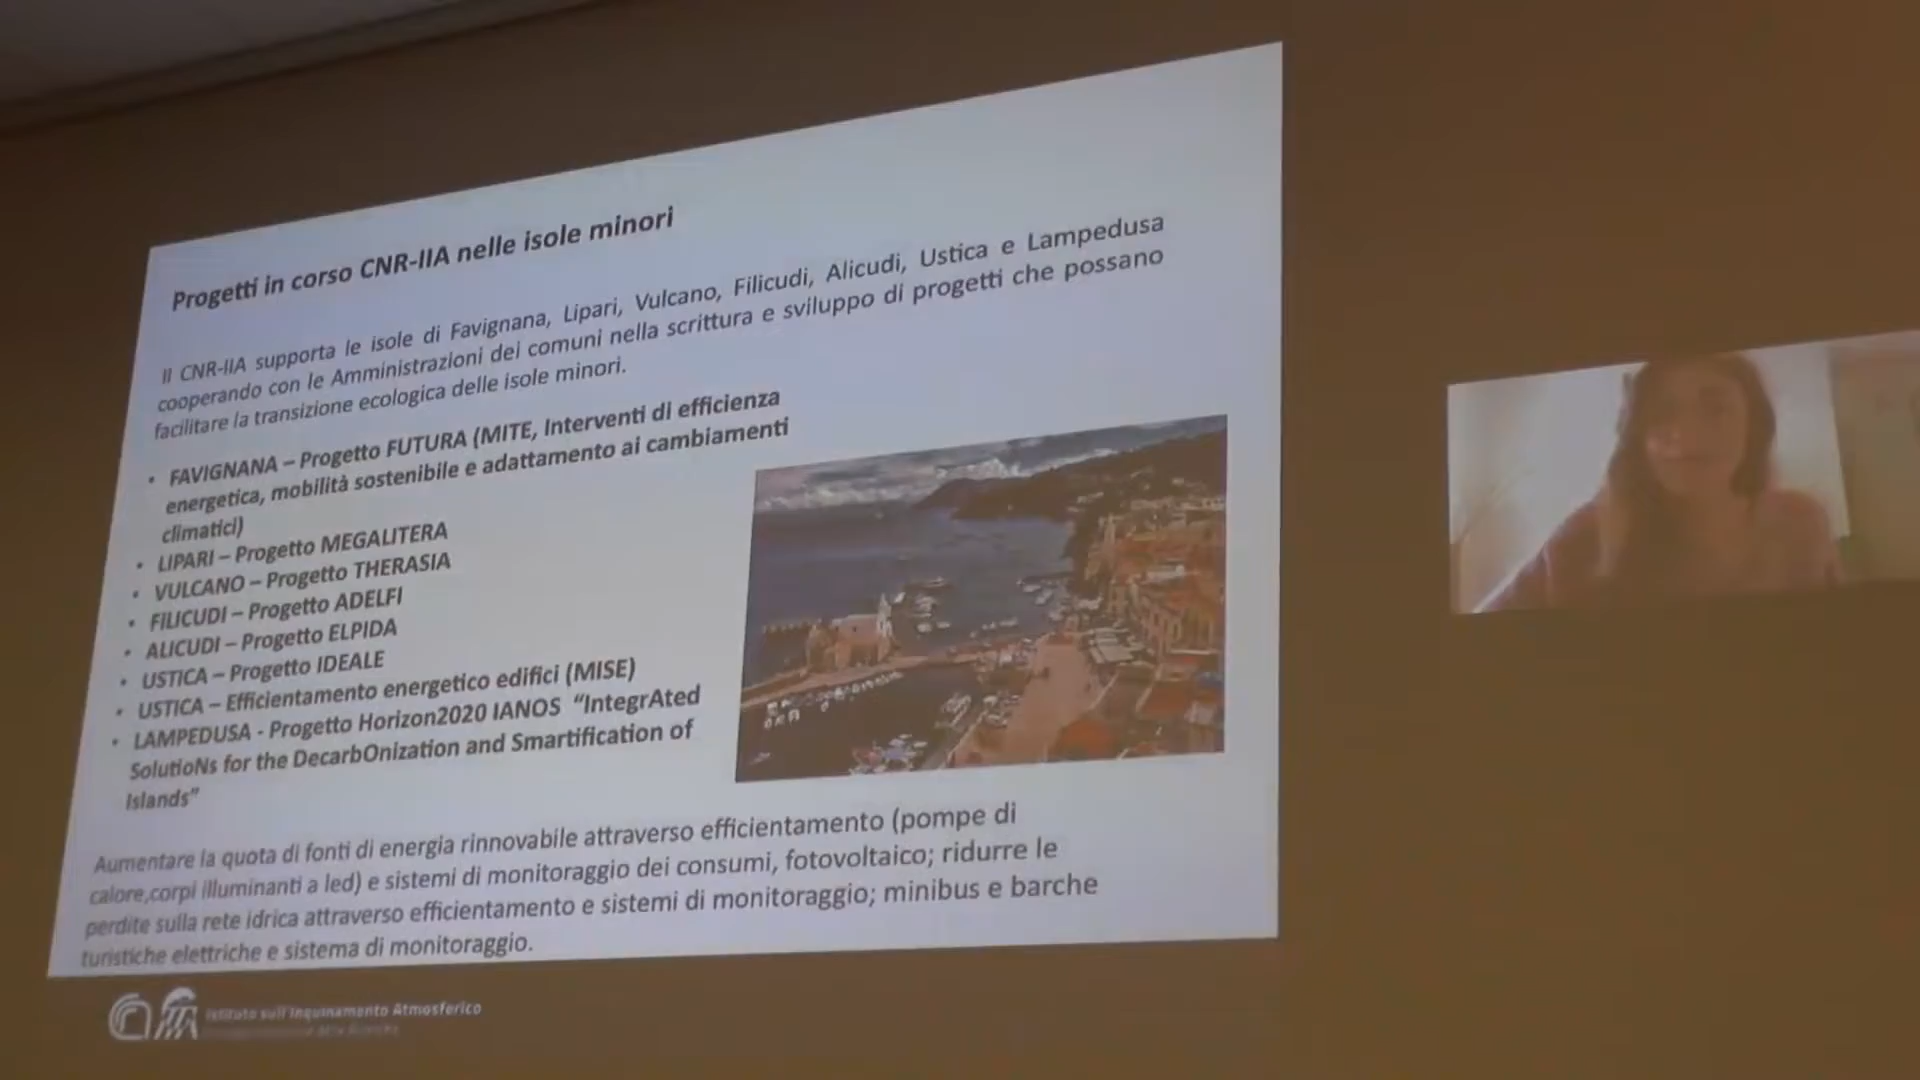 Progetti in corso CNR-IIA nelle isole minori
Il CNR-IIA supporta le isole di Favignana, Lipari, Vulcano, Filicudi, Alicudi, Ustica e Lampedusa
cooperando con le Amministrazioni dei comuni nella scrittura e sviluppo di progetti che possano
facilitare la transizione ecologica delle isole minori.
• FAVIGNANA – Progetto FUTURA (MITE, Interventi di efficienza
energetica, mobilità sostenibile e adattamento ai cambiamenti
climatici)
• LIPARI – Progetto MEGALITERA
• VULCANO – Progetto THERASIA
• FILICUDI – Progetto ADELFI
• ALICUDI – Progetto ELPIDA
• USTICA – Progetto IDEALE
• USTICA – Efficientamento energetico edifici (MISE)
• LAMPEDUSA - Progetto Horizon2020 IANOS "IntegrAted
SolutioNs for the DecarbOnization and Smartification of
Islands"
Aumentare la quota di fonti di energia rinnovabile attraverso efficientamento (pompe di
calore,corpi illuminanti a led) e sistemi di monitoraggio dei consumi, fotovoltaico; ridurre le
perdite sulla rete idrica attraverso efficientamento e sistemi di monitoraggio; minibus e barche
turistiche elettriche e sistema di monitoraggio.
Istituto sull'Inquinamento Atmosferico